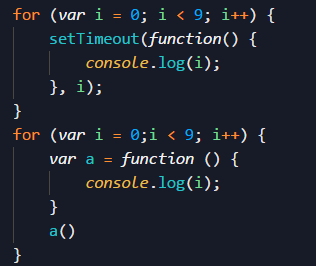 for (var i = 0; i < 9; i++) {
    setTimeout(function() {
        console.log(i);
    }, i);
}
for (var i = 0;i < 9; i++) {
    var a = function () {
        console.log(i);
    }
    a()
}